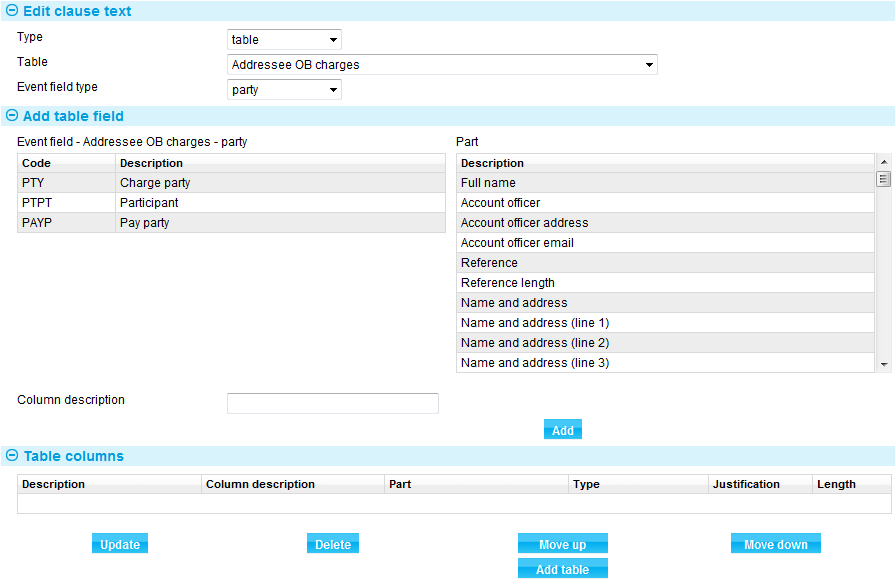 Edit clause text
Type table
Table Addressee OB charges
Event field type party
Add table field
Event field - Addressee OB charges - party
Code Description
PTY Charge party
PTPT Participant
PAYP Pay party
Part
Description
Full name
Account officer
Account officer address
Account officer email
Reference
Reference length
Name and address
Name and address (line 1)
Name and address (line 2)
Name and address (line 3)
Column description
Add
Table columns
Description Column description Part Type Justification Length
Update Delete Move up Move down
Add table